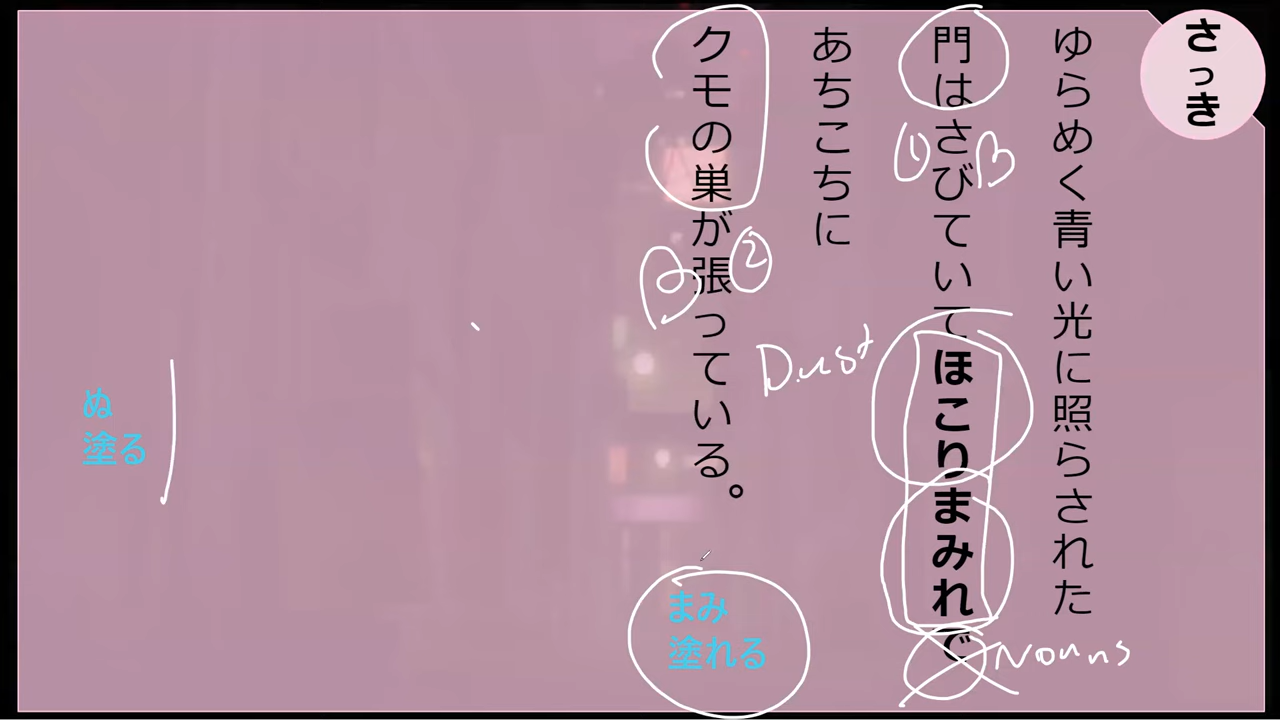 さっき
ゆらめく青い光に照らされた
門はさびていてほこりまみれで
あちこちに
クモの巣が張っている。
①
②
Dust
Nouns
まみ
塗れる
ぬ
塗る